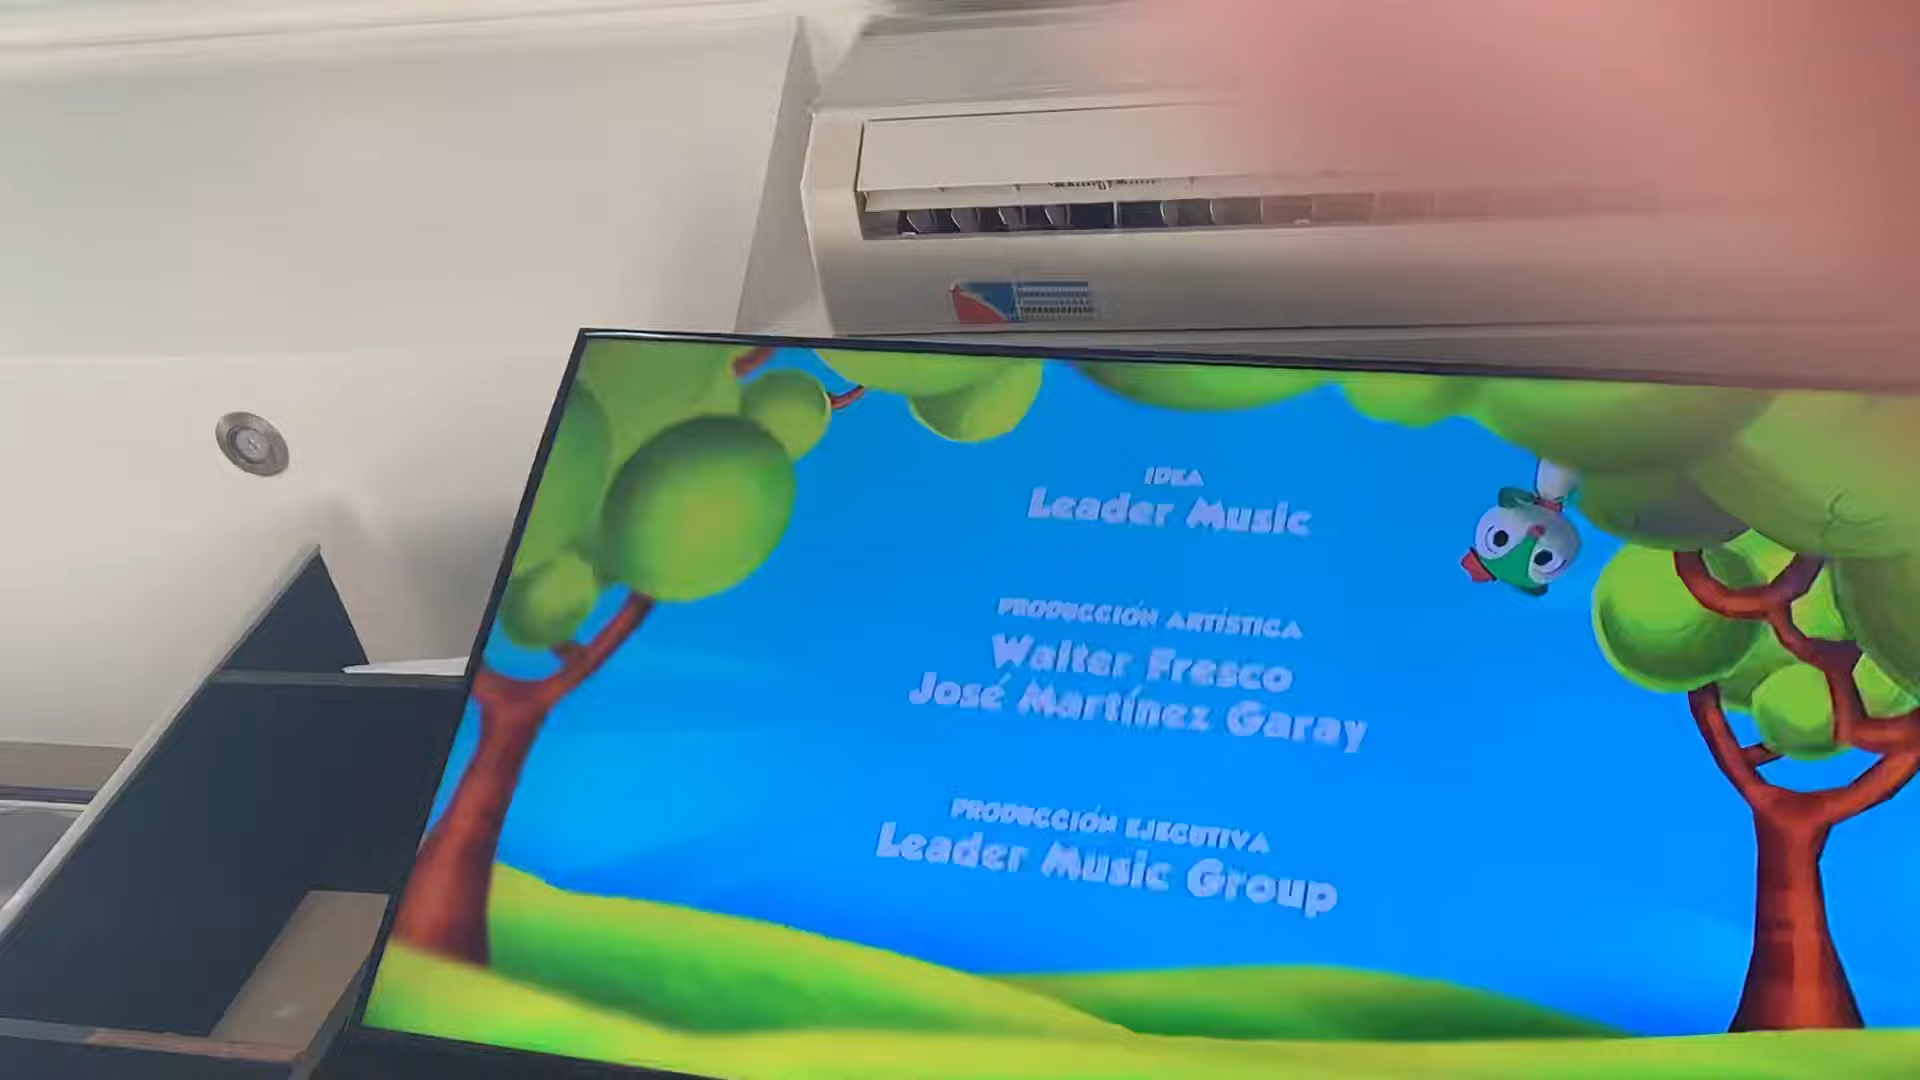 IDEA
Leader Music
PRODUCCIÓN ARTÍSTICA
Walter Fresco
José Martínez Garay
PRODUCCIÓN EJECUTIVA
Leader Music Group